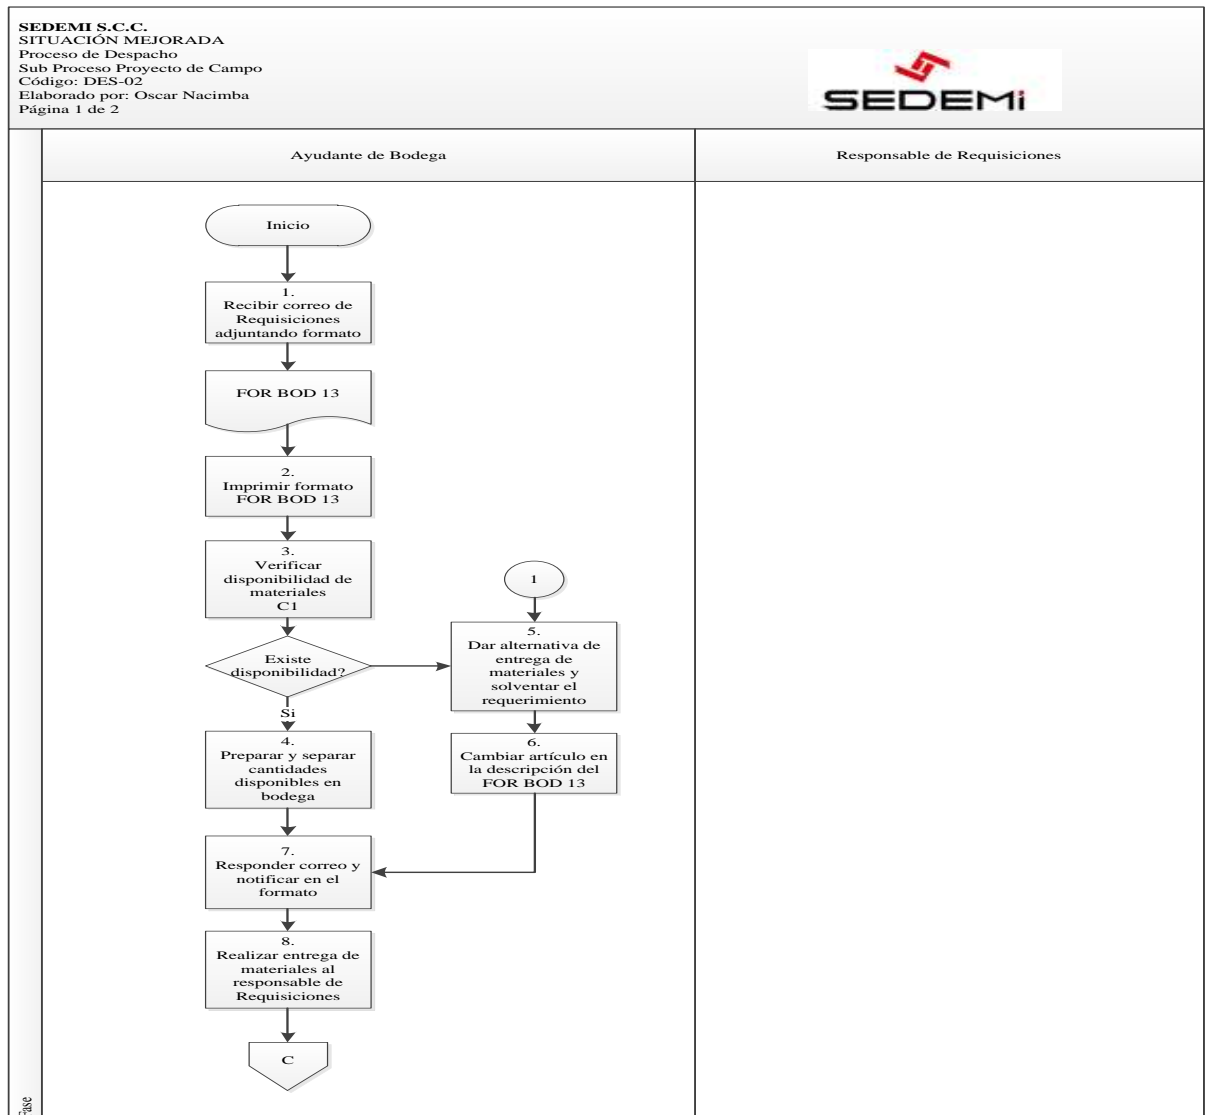 SEDEMI S.C.C.
SITUACIÓN MEJORADA
Proceso de Despacho
Sub Proceso Proyecto de Campo
Código: DES-02
Elaborado por: Oscar Nacimba
Página 1 de 2
SEDEMi
Ayudante de Bodega
Responsable de Requisiciones
Inicio
1.
Recibir correo de
Requisiciones
adjuntando formato
FOR BOD 13
2.
Imprimir formato
FOR BOD 13
3.
Verificar
disponibilidad de
materiales
C1
Existe
disponibilidad?
Si
1
5.
Dar alternativa de
entrega de
materiales y
solventar el
requerimiento
4.
Preparar y separar
cantidades
disponibles en
bodega
6.
Cambiar artículo en
la descripción del
FOR BOD 13
7.
Responder correo y
notificar en el
formato
8.
Realizar entrega de
materiales al
responsable de
Requisiciones
C
Fase